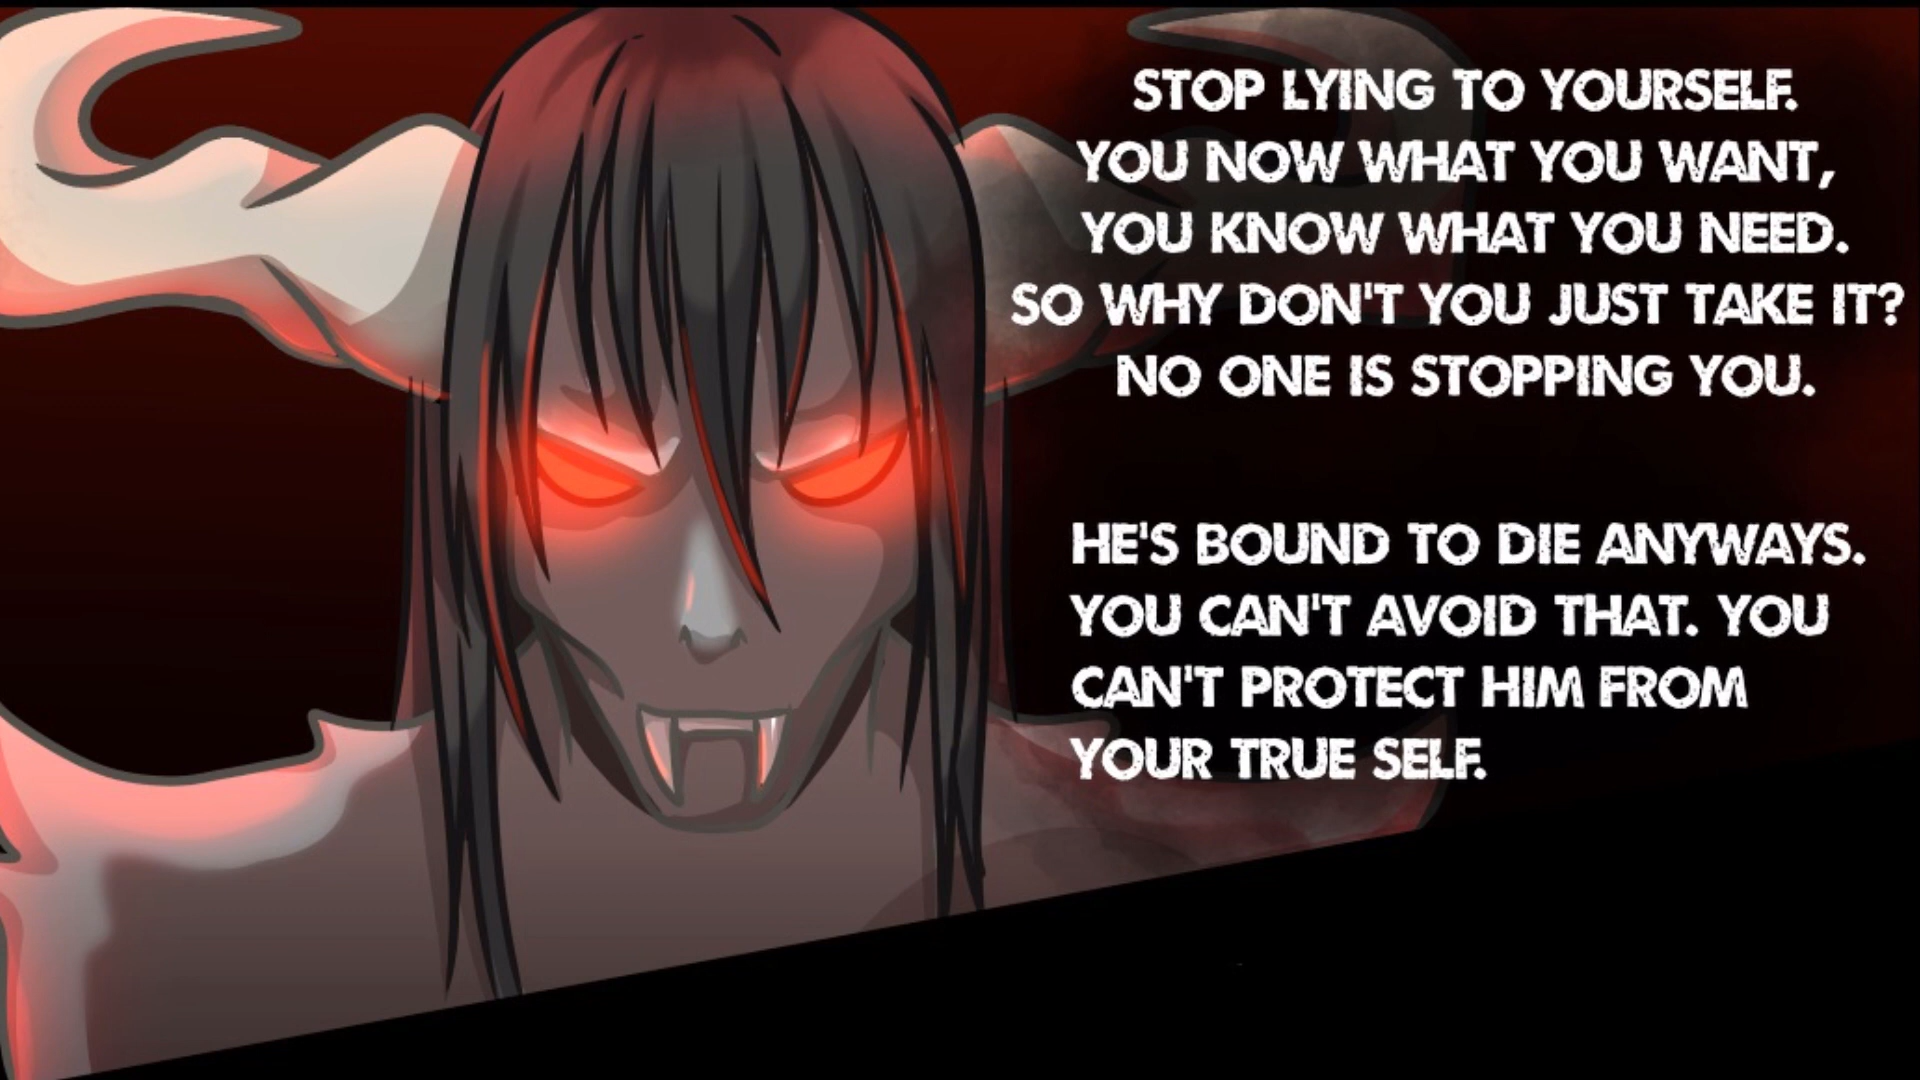 STOP LYING TO YOURSELF.
YOU NOW WHAT YOU WANT,
YOU KNOW WHAT YOU NEED.
SO WHY DON'T YOU JUST TAKE IT?
NO ONE IS STOPPING YOU.
HE'S BOUND TO DIE ANYWAYS.
YOU CAN'T AVOID THAT. YOU
CAN'T PROTECT HIM FROM
YOUR TRUE SELF.